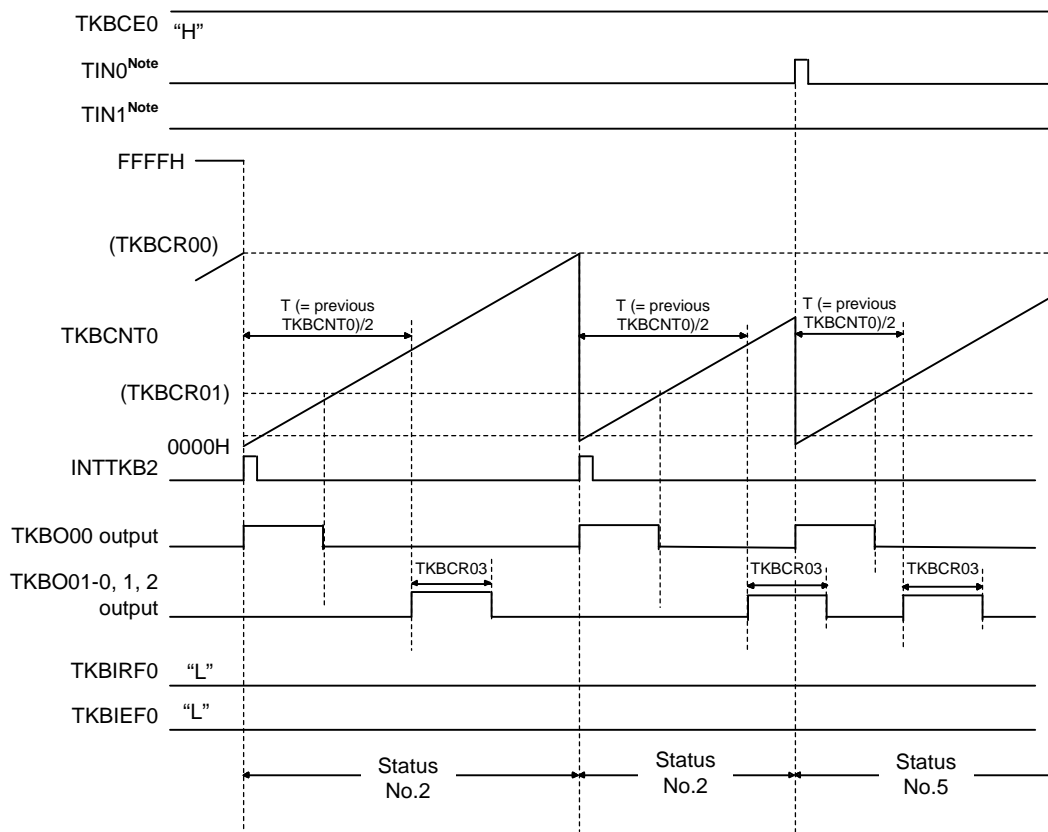 TKBCE0 “H”
TIN0Note
TIN1Note
FFFFH
(TKBCR00)
T (= previous
TKBCNT0)/2
T (= previous
TKBCNT0)/2
T (= previous
TKBCNT0)/2
TKBCNT0
(TKBCR01)
0000H
INTTKB2
TKBO00 output
TKBO01-0, 1, 2
output
TKBCR03
TKBCR03
TKBCR03
TKBIRF0 “L”
TKBIEF0 “L”
Status
No.2
Status
No.2
Status
No.5